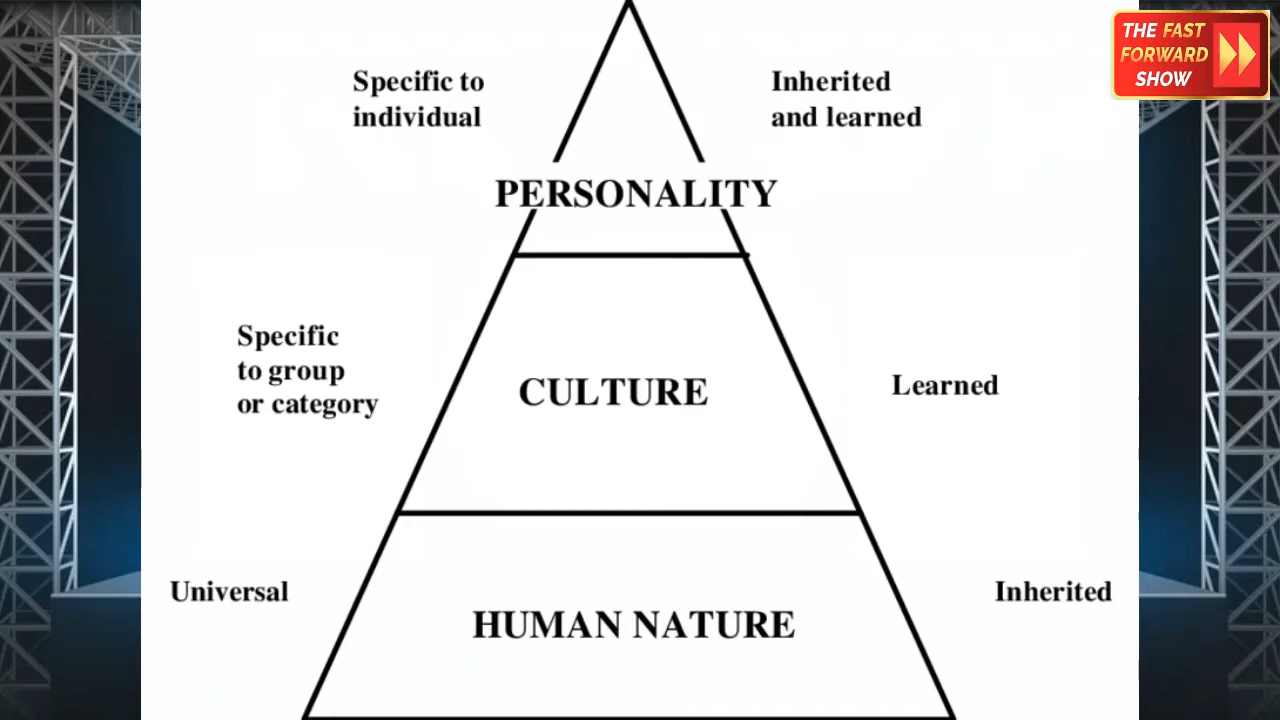 THE FAST
FORWARD
SHOW
Specific to
individual
Inherited
and learned
PERSONALITY
Specific
to group
or category
CULTURE
Learned
Universal
HUMAN NATURE
Inherited